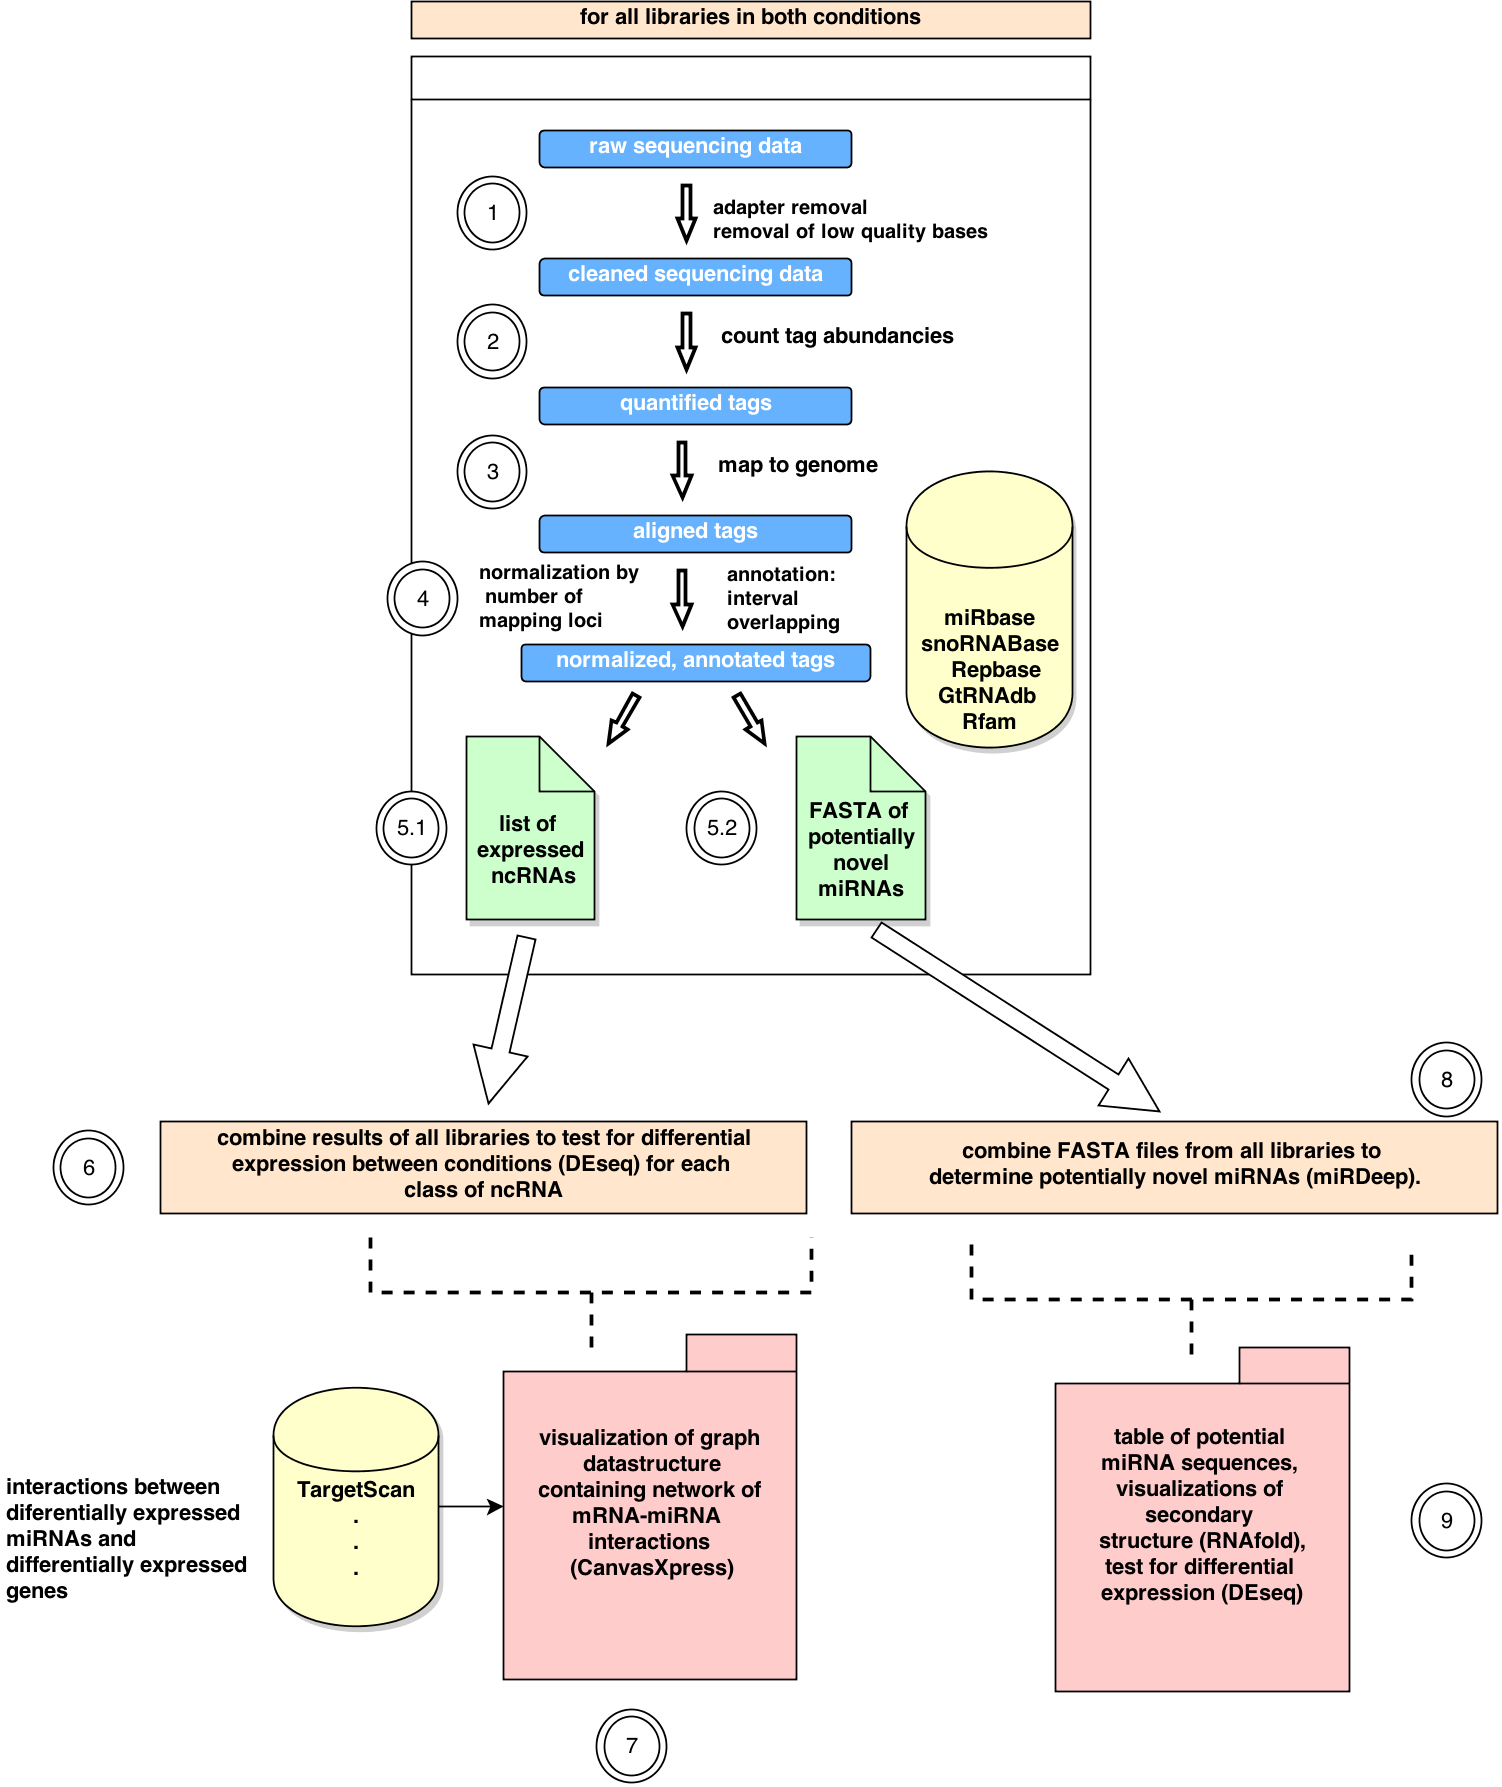 for all libraries in both conditions
raw sequencing data
1
adapter removal
removal of low quality bases
cleaned sequencing data
2
count tag abundancies
quantified tags
3
map to genome
aligned tags
4
normalization by
number of
mapping loci
annotation:
interval
overlapping
normalized, annotated tags
miRbase
snoRNABase
Repbase
GtRNAdb
Rfam
5.1
list of
expressed
ncRNAs
5.2
FASTA of
potentially
novel
miRNAs
6
combine results of all libraries to test for differential
expression between conditions (DEseq) for each
class of ncRNA
8
combine FASTA files from all libraries to
determine potentially novel miRNAs (miRDeep).
interactions between
diferentially expressed
miRNAs and
differentially expressed
genes
TargetScan
.
.
.
visualization of graph
datastructure
containing network of
mRNA-miRNA
interactions
(CanvasXpress)
7
table of potential
miRNA sequences,
visualizations of
secondary
structure (RNAfold),
test for differential
expression (DEseq)
9